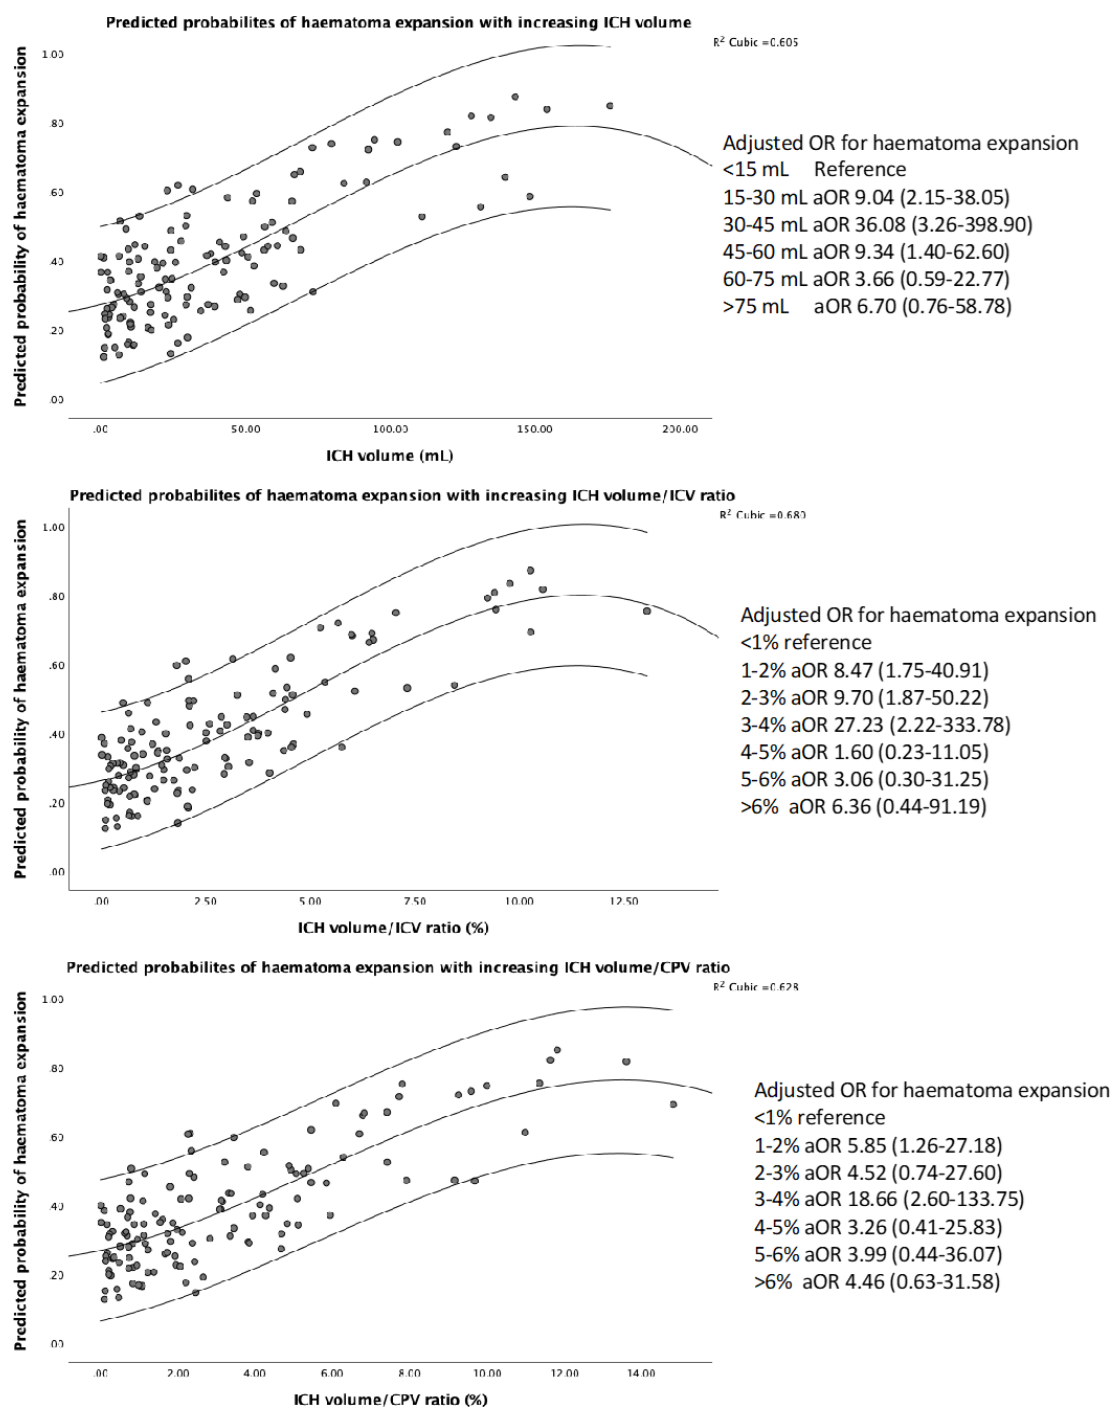 Predicted probabilites of haematoma expansion with increasing ICH volume
R² Cubic =0.605
Predicted probability of haematoma expansion
1.00
.80
.60
.40
.20
.00
.00 50.00 100.00 150.00 200.00
ICH volume (mL)
Adjusted OR for haematoma expansion
<15 mL Reference
15-30 mL aOR 9.04 (2.15-38.05)
30-45 mL aOR 36.08 (3.26-398.90)
45-60 mL aOR 9.34 (1.40-62.60)
60-75 mL aOR 3.66 (0.59-22.77)
>75 mL aOR 6.70 (0.76-58.78)
Predicted probabilites of haematoma expansion with increasing ICH volume/ICV ratio
R² Cubic =0.680
Predicted probability of haematoma expansion
1.00
.80
.60
.40
.20
.00
.00 2.50 5.00 7.50 10.00 12.50
ICH volume/ICV ratio (%)
Adjusted OR for haematoma expansion
<1% reference
1-2% aOR 8.47 (1.75-40.91)
2-3% aOR 9.70 (1.87-50.22)
3-4% aOR 27.23 (2.22-333.78)
4-5% aOR 1.60 (0.23-11.05)
5-6% aOR 3.06 (0.30-31.25)
>6% aOR 6.36 (0.44-91.19)
Predicted probabilites of haematoma expansion with increasing ICH volume/CPV ratio
R² Cubic =0.628
Predicted probability of haematoma expansion
1.00
.80
.60
.40
.20
.00
.00 2.00 4.00 6.00 8.00 10.00 12.00 14.00
ICH volume/CPV ratio (%)
Adjusted OR for haematoma expansion
<1% reference
1-2% aOR 5.85 (1.26-27.18)
2-3% aOR 4.52 (0.74-27.60)
3-4% aOR 18.66 (2.60-133.75)
4-5% aOR 3.26 (0.41-25.83)
5-6% aOR 3.99 (0.44-36.07)
>6% aOR 4.46 (0.63-31.58)